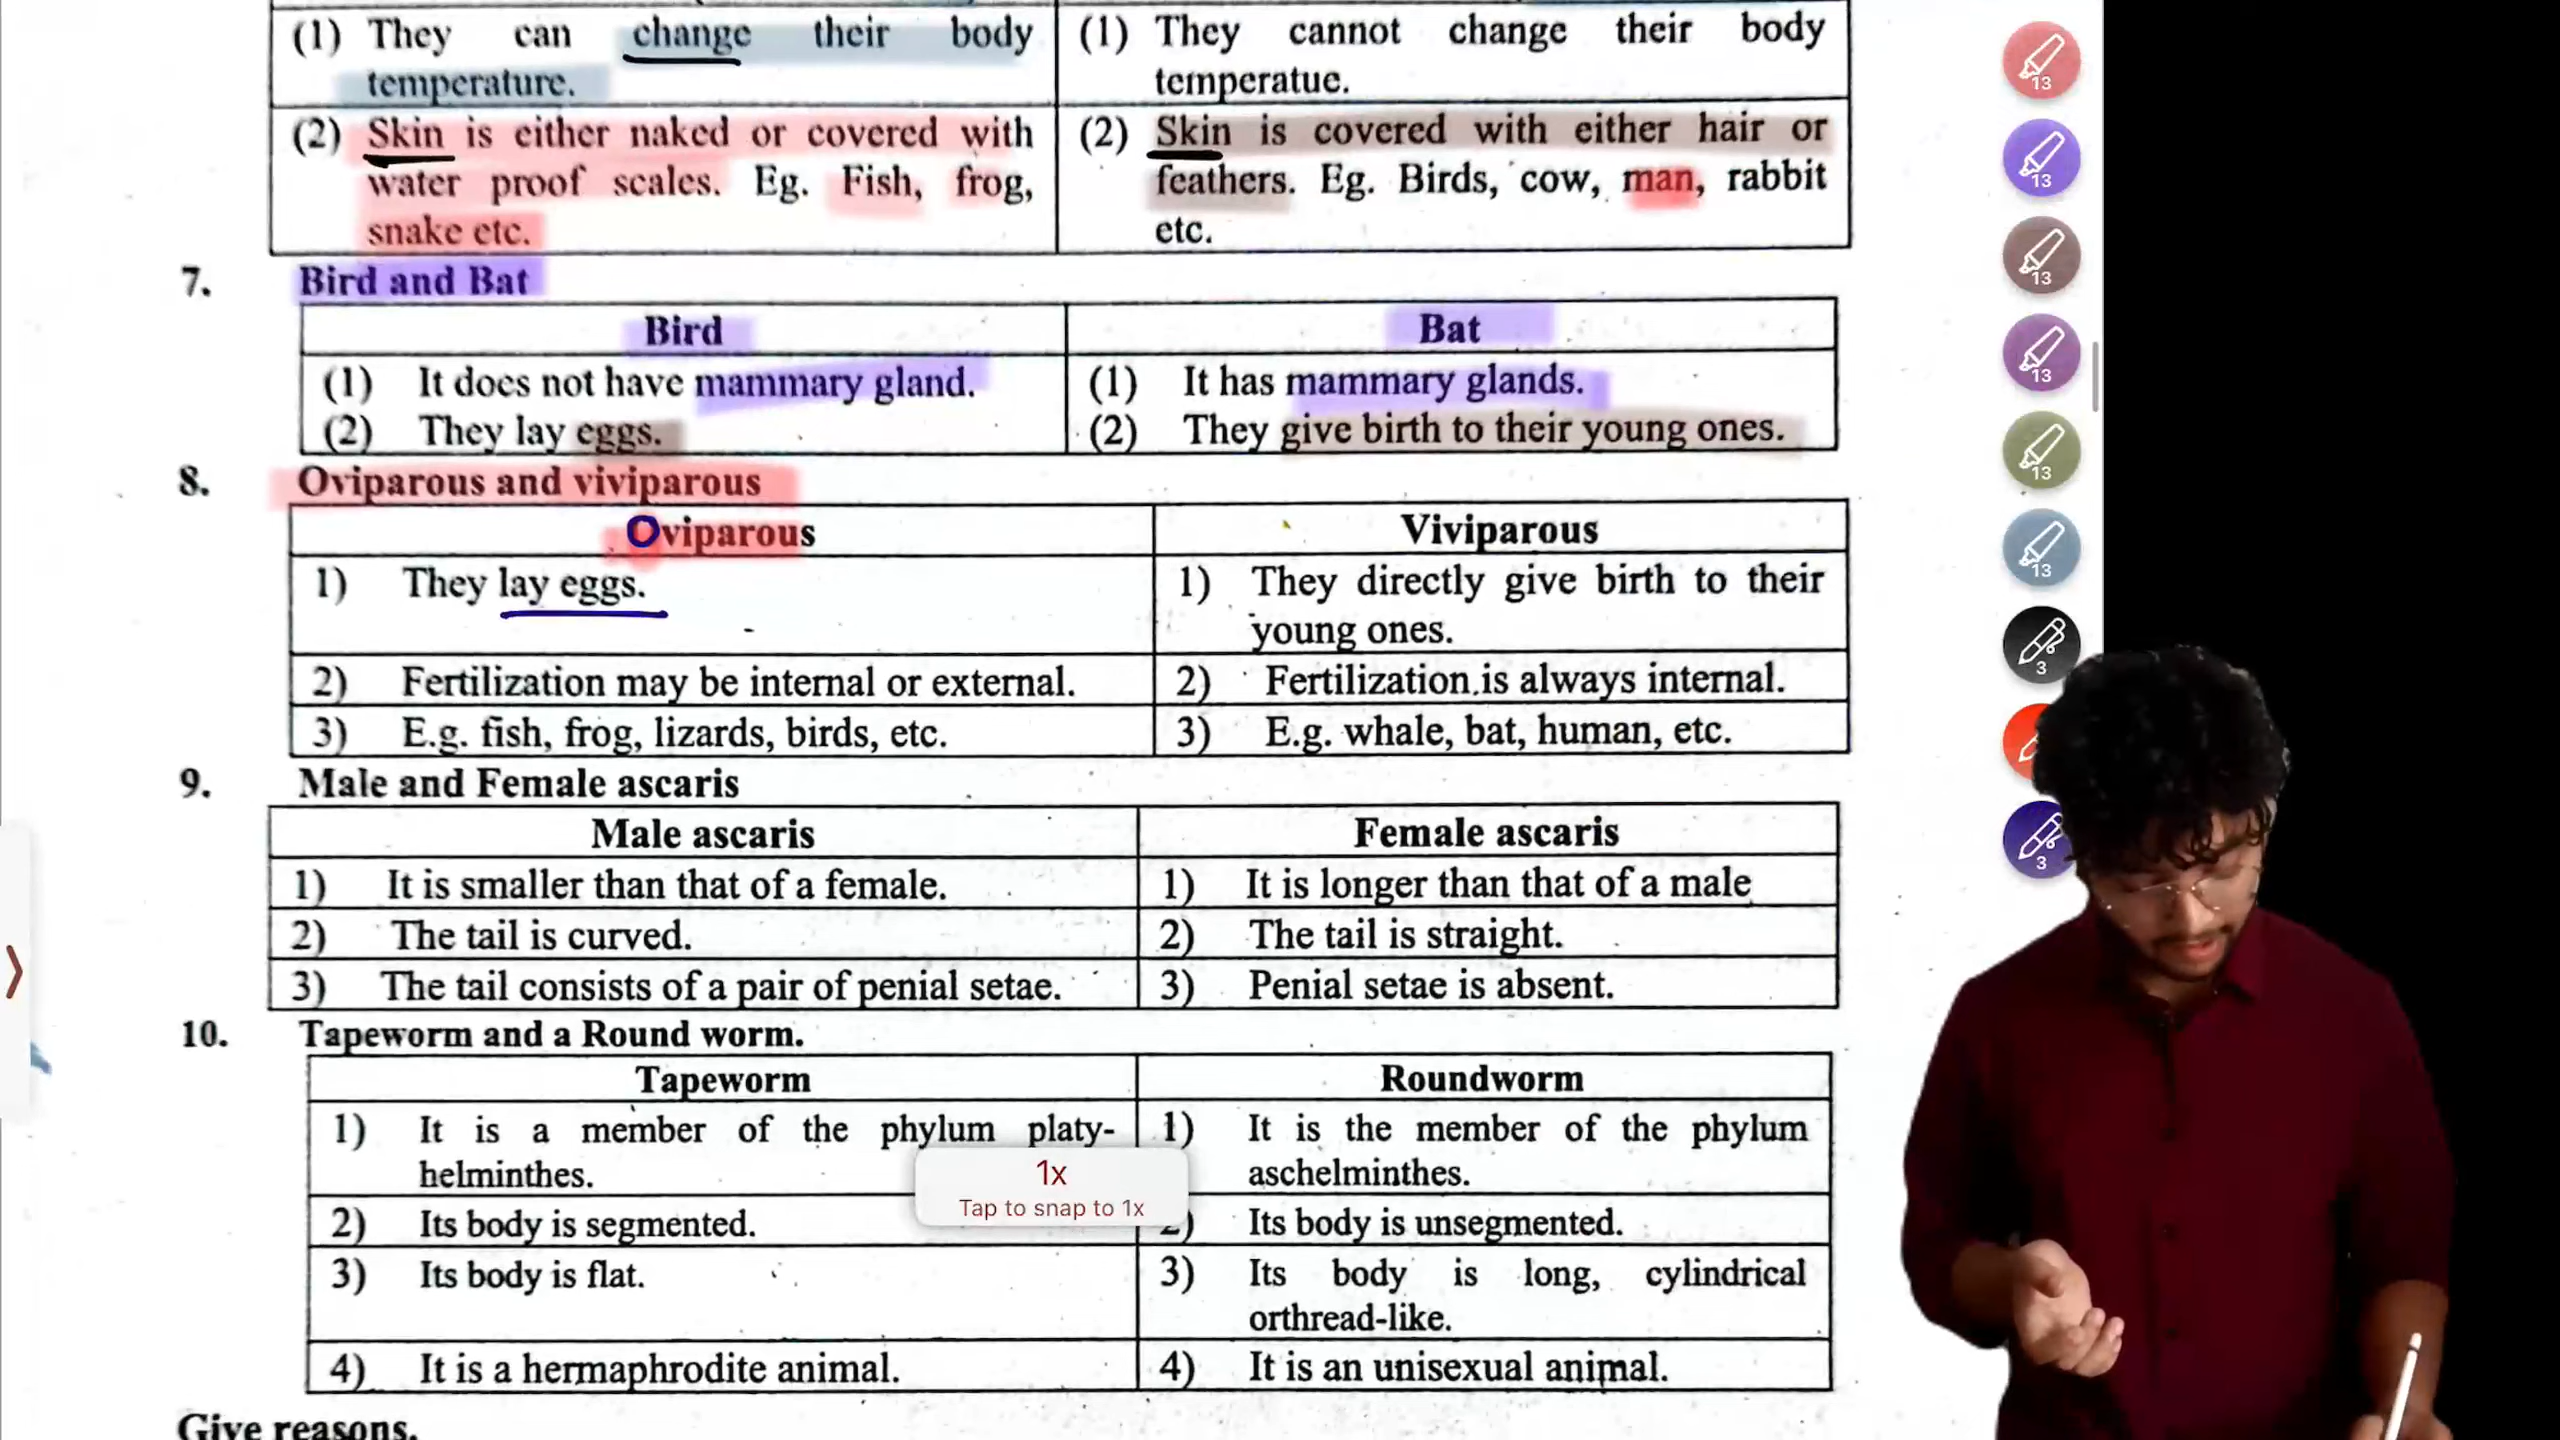 (1) They can change their body
temperature.
(1) They cannot change their body
temperatue.
(2) Skin is either naked or covered with
water proof scales. Eg. Fish, frog,
snake etc.
(2) Skin is covered with either hair or
feathers. Eg. Birds, cow, man, rabbit
etc.
7. Bird and Bat
Bird
Bat
(1) It does not have mammary gland.
(1) It has mammary glands.
(2) They lay eggs.
(2) They give birth to their young ones.
8. Oviparous and viviparous
Oviparous
Viviparous
1) They lay eggs.
1) They directly give birth to their
young ones.
2) Fertilization may be internal or external.
2) Fertilization is always internal.
3) E.g. fish, frog, lizards, birds, etc.
3) E.g. whale, bat, human, etc.
9. Male and Female ascaris
Male ascaris
Female ascaris
1) It is smaller than that of a female.
1) It is longer than that of a male
2) The tail is curved.
2) The tail is straight.
3) The tail consists of a pair of penial setae.
3) Penial setae is absent.
10. Tapeworm and a Round worm.
Tapeworm
Roundworm
1) It is a member of the phylum platy-
helminthes.
1) It is the member of the phylum
aschelminthes.
2) Its body is segmented.
2) Its body is unsegmented.
3) Its body is flat.
3) Its body is long, cylindrical
orthread-like.
4) It is a hermaphrodite animal.
4) It is an unisexual animal.
Give reasons.
1x
Tap to snap to 1x
13
13
13
13
13
13
3
3